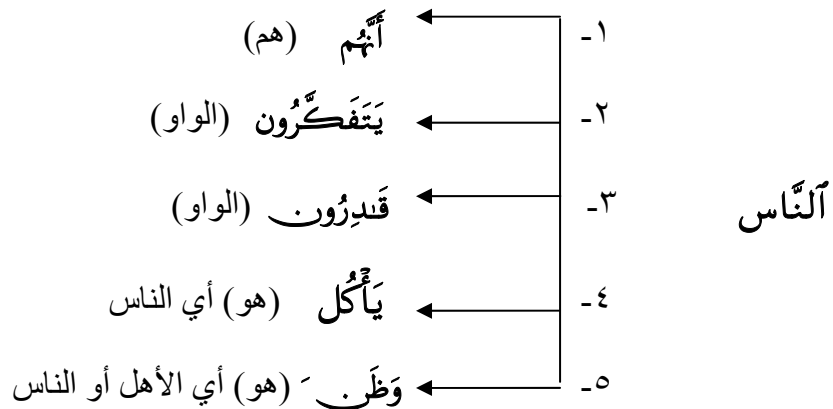 ١- أَنَّهُم (هم)
٢- يَتَفَكَّرُون (الواو)
ٱلنَّاس ٣- قَـٰدِرُون (الواو)
٤- يَأۡكُل (هو) أي الناس
٥- وَظَنَ (هو) أي الأهل أو الناس